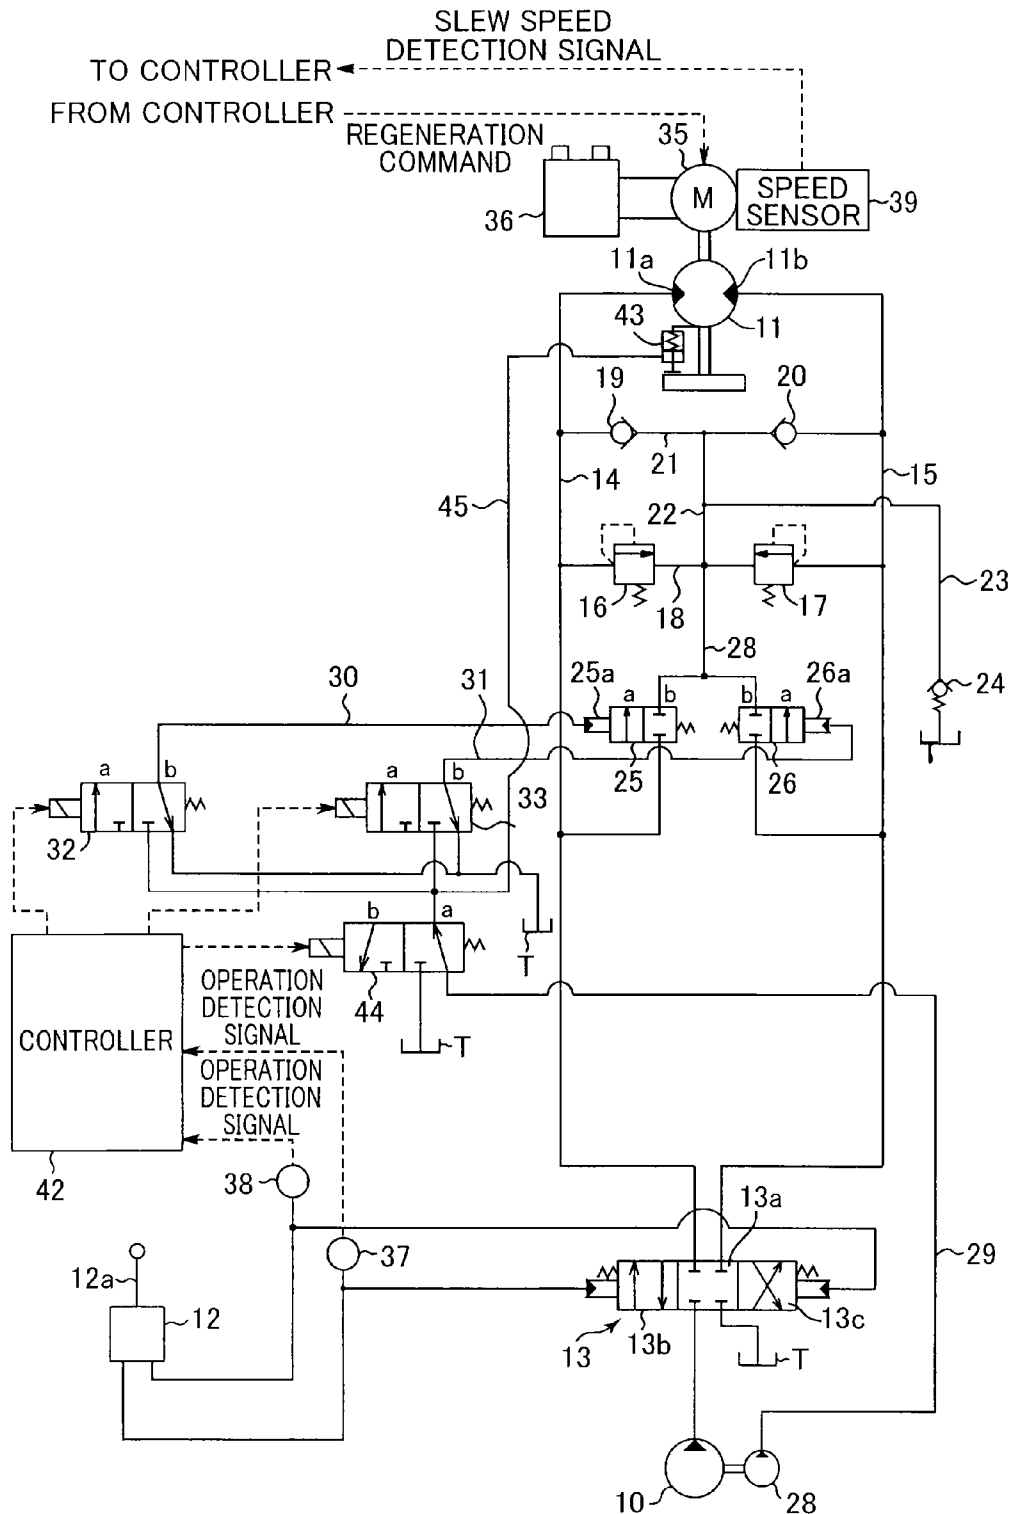 SLEW SPEED
DETECTION SIGNAL
TO CONTROLLER
FROM CONTROLLER
REGENERATION
COMMAND
35
36
M
SPEED
SENSOR
39
11a
11b
43
11
19
20
21
14
15
45
22
16
18
17
23
28
30
31
25a
26a
a
b
b
a
24
25
26
T
a
b
a
b
32
33
b
a
T
44
T
OPERATION
DETECTION
SIGNAL
CONTROLLER
OPERATION
DETECTION
SIGNAL
42
38
37
13a
29
12a
12
13
13b
13c
T
10
28